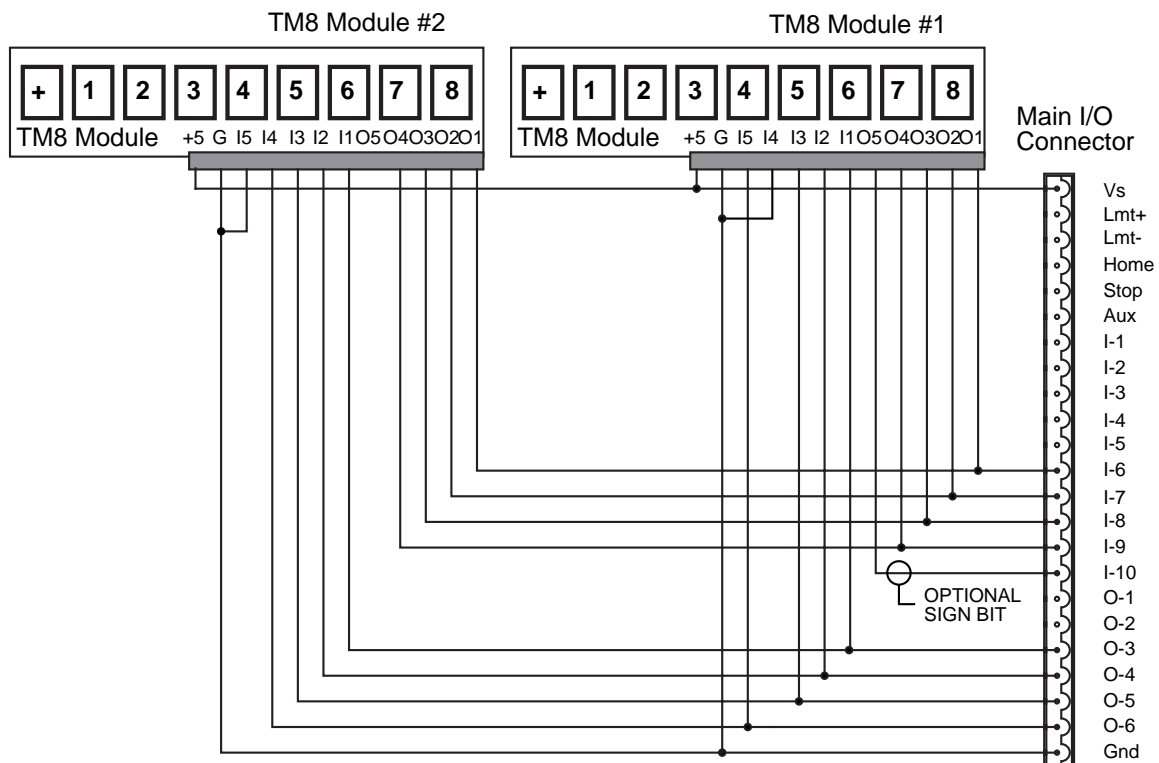 TM8 Module #2
TM8 Module #1
+ 1 2 3 4 5 6 7 8
TM8 Module +5 G I5 I4 I3 I2 I1 O5 O4 O3 O2 O1
+ 1 2 3 4 5 6 7 8
TM8 Module +5 G I5 I4 I3 I2 I1 O5 O4 O3 O2 O1
Main I/O
Connector
Vs
Lmt+
Lmt-
Home
Stop
Aux
I-1
I-2
I-3
I-4
I-5
I-6
I-7
I-8
I-9
I-10
OPTIONAL
SIGN BIT
O-1
O-2
O-3
O-4
O-5
O-6
Gnd